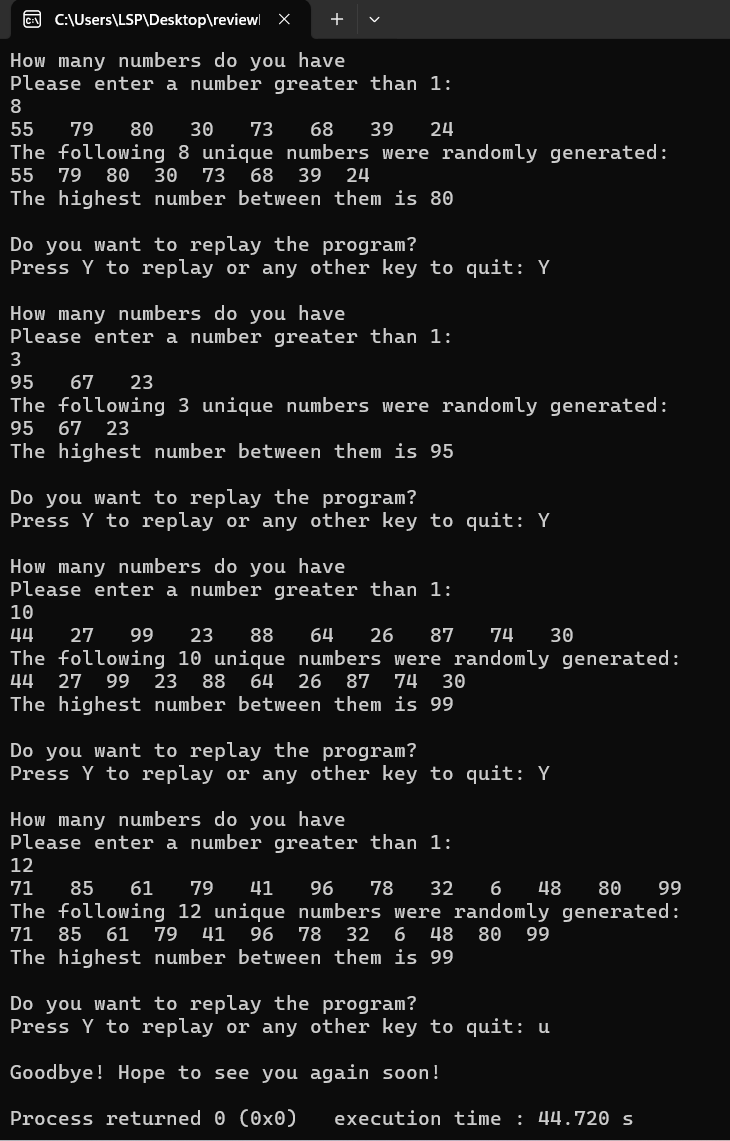 C:\Users\LSP\Desktop\review
How many numbers do you have
Please enter a number greater than 1:
8
55   79   80   30   73   68   39   24
The following 8 unique numbers were randomly generated:
55  79  80  30  73  68  39  24
The highest number between them is 80
Do you want to replay the program?
Press Y to replay or any other key to quit: Y
How many numbers do you have
Please enter a number greater than 1:
3
95   67   23
The following 3 unique numbers were randomly generated:
95  67  23
The highest number between them is 95
Do you want to replay the program?
Press Y to replay or any other key to quit: Y
How many numbers do you have
Please enter a number greater than 1:
10
44   27   99   23   88   64   26   87   74   30
The following 10 unique numbers were randomly generated:
44  27  99  23  88  64  26  87  74  30
The highest number between them is 99
Do you want to replay the program?
Press Y to replay or any other key to quit: Y
How many numbers do you have
Please enter a number greater than 1:
12
71   85   61   79   41   96   78   32   6   48   80   99
The following 12 unique numbers were randomly generated:
71  85  61  79  41  96  78  32  6  48  80  99
The highest number between them is 99
Do you want to replay the program?
Press Y to replay or any other key to quit: u
Goodbye! Hope to see you again soon!
Process returned 0 (0x0)   execution time : 44.720 s